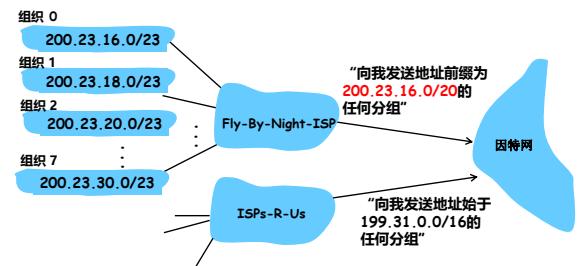 组织 0
200.23.16.0/23
组织 1
200.23.18.0/23
组织 2
200.23.20.0/23
组织 7
200.23.30.0/23
Fly-By-Night-ISP
“向我发送地址前缀为
200.23.16.0/20的
任何分组”
因特网
ISPs-R-Us
“向我发送地址始于
199.31.0.0/16的
任何分组”